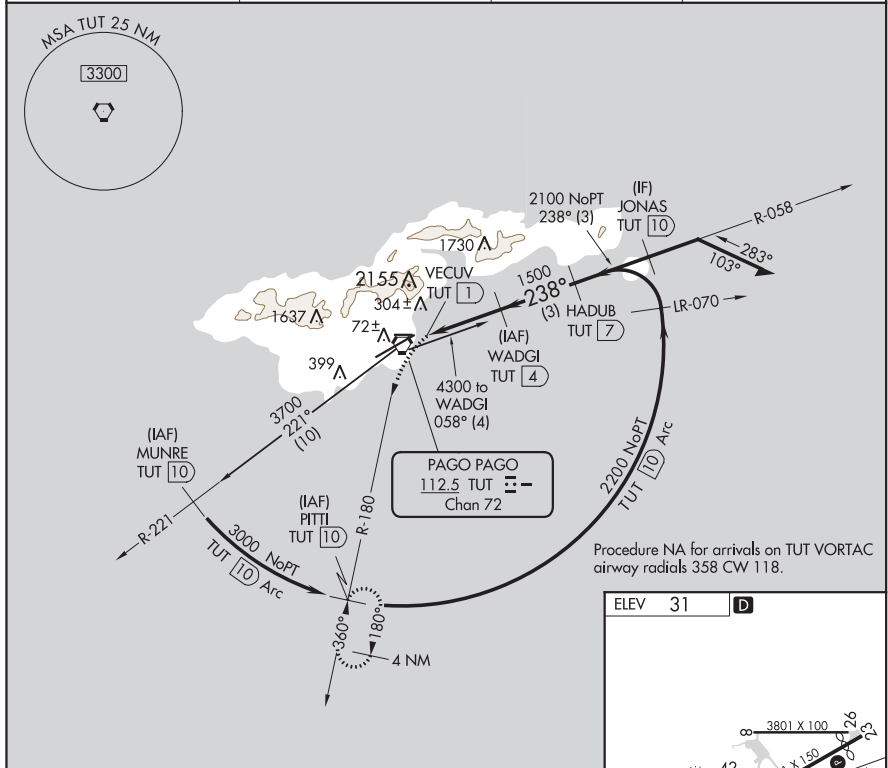 MSA TUT 25 NM
3300
2100 NoPT
238° (3)
(IF)
JONAS
TUT 10
R-058
283°
103°
1730
2155
VECUV
TUT 1
1500
238°
(3)
HADUB
TUT 7
LR-070
304±
1637
72±
399
(IAF)
WADGI
TUT 4
4300 to
WADGI
058° (4)
3700
221°
(10)
(IAF)
MUNRE
TUT 10
R-221
PAGO PAGO
112.5 TUT
Chan 72
R-180
(IAF)
PITTI
TUT 10
3000 NoPT
TUT 10 Arc
2200 NoPT
TUT 10 Arc
Procedure NA for arrivals on TUT VORTAC
airway radials 358 CW 118.
360°
180°
4 NM
ELEV 31 D
8
3801 X 100
26
23
X 150
P
42